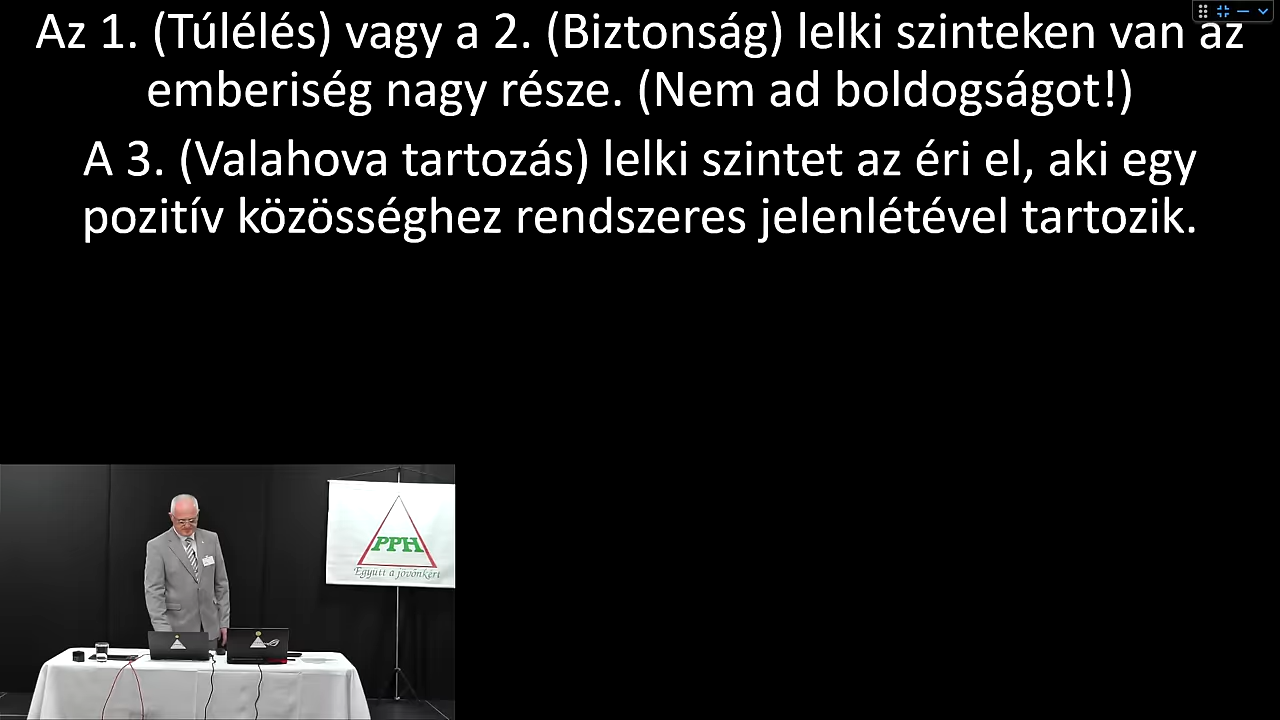 Az 1. (Túlélés) vagy a 2. (Biztonság) lelki szinteken van az
emberiség nagy része. (Nem ad boldogságot!)
A 3. (Valahova tartozás) lelki szintet az éri el, aki egy
pozitív közösséghez rendszeres jelenlétével tartozik.
PPH
Együtt a jövőnkért